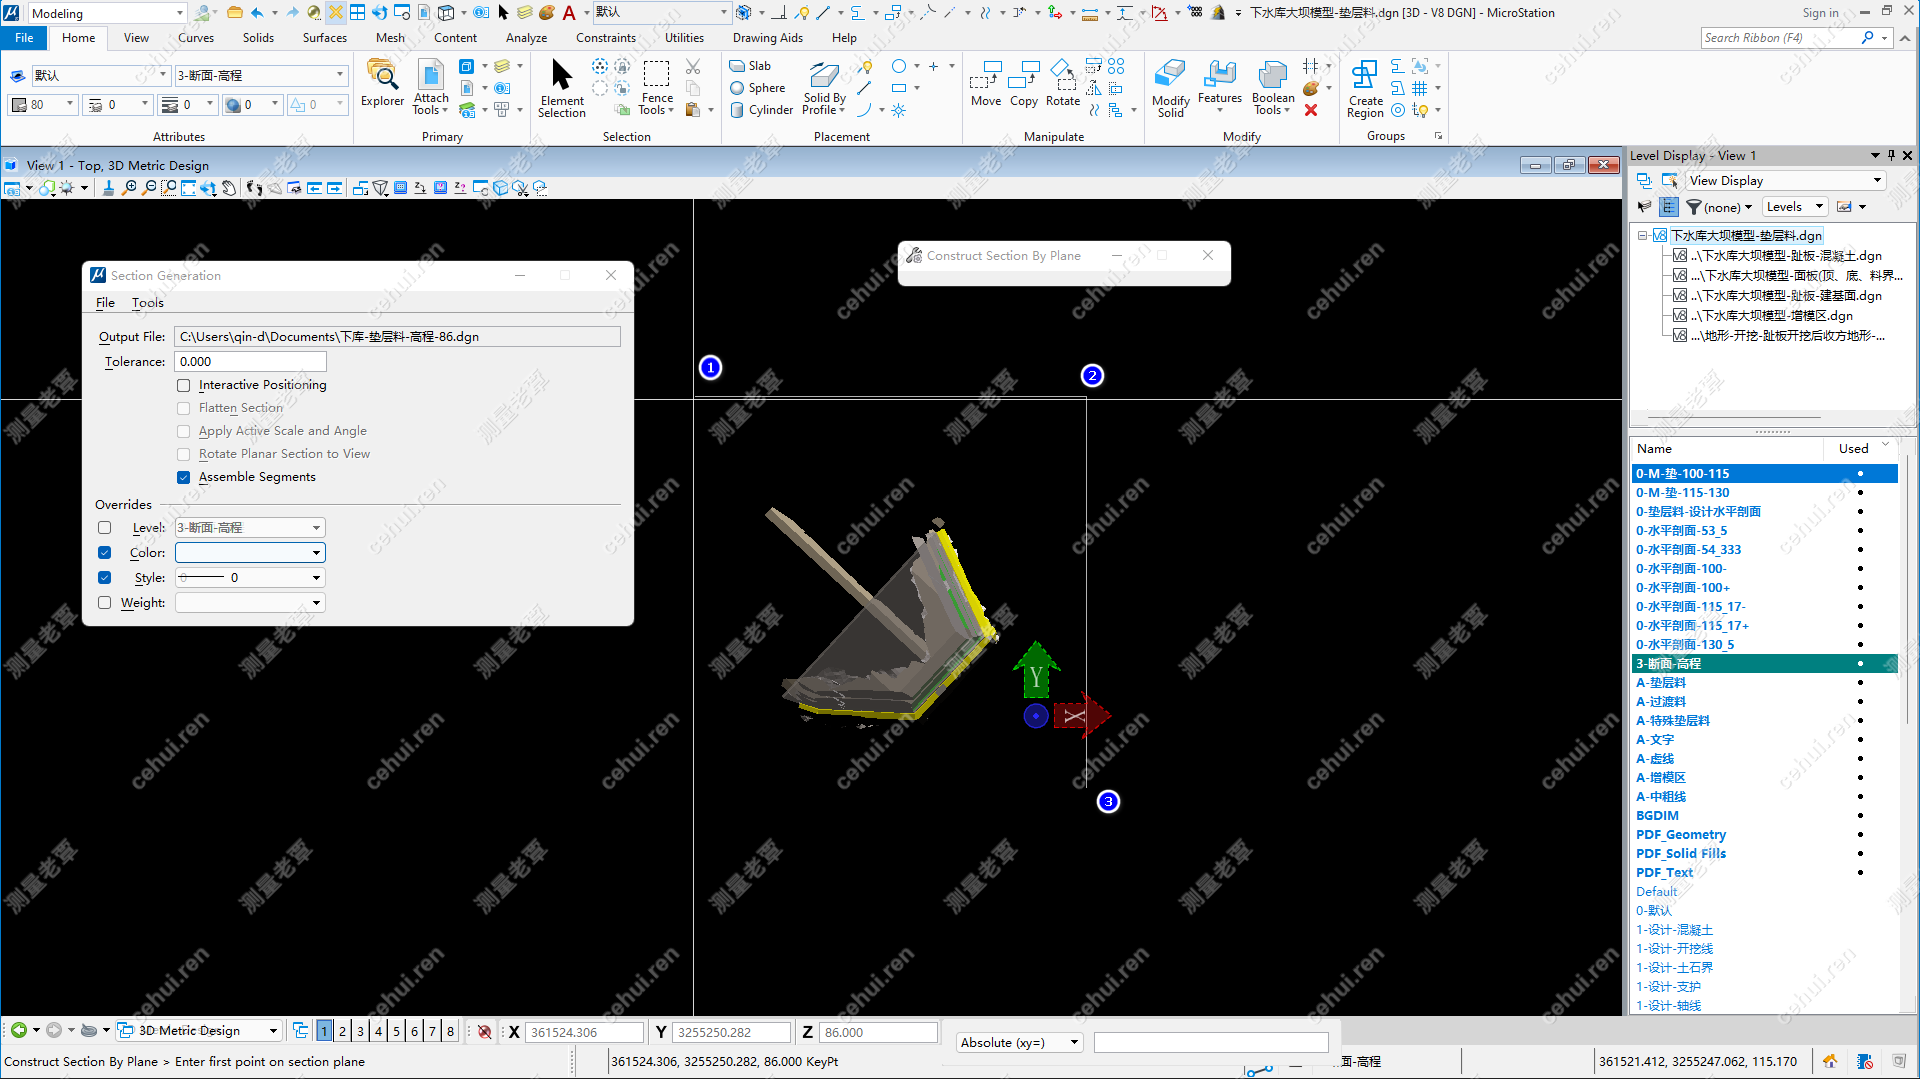 Modeling
默认
下水库大坝模型-垫层料.dgn [3D - V8 DGN] - MicroStation
Sign in
File Home View Curves Solids Surfaces Mesh Content Analyze Constraints Utilities Drawing Aids Help
Search Ribbon (F4)
默认 3-断面-高程
80 0 0 0 0
Explorer
Attach Tools
Element Selection
Fence Tools
Slab
Sphere
Cylinder
Solid By Profile
Move Copy Rotate
Modify Solid
Features
Boolean Tools
Create Region
Attributes Primary Selection Placement Manipulate Modify Groups
View 1 - Top, 3D Metric Design
Section Generation
File Tools
Output File: C:\Users\qin-d\Documents\下库-垫层料-高程-86.dgn
Tolerance: 0.000
Interactive Positioning
Flatten Section
Apply Active Scale and Angle
Rotate Planar Section to View
Assemble Segments
Overrides
Level: 3-断面-高程
Color:
Style: 0
Weight:
Construct Section By Plane
1
2
3
Y
X
Level Display - View 1
View Display
(none) Levels
下水库大坝模型-垫层料.dgn
..\下水库大坝模型-趾板-混凝土.dgn
...\下水库大坝模型-面板(顶、底、料界...
..\下水库大坝模型-趾板-建基面.dgn
..\下水库大坝模型-增模区.dgn
...\地形-开挖-趾板开挖后收方地形-...
Name Used
0-M-垫-100-115
0-M-垫-115-130
0-垫层料-设计水平剖面
0-水平剖面-53_5
0-水平剖面-54_333
0-水平剖面-100-
0-水平剖面-100+
0-水平剖面-115_17-
0-水平剖面-115_17+
0-水平剖面-130_5
3-断面-高程
A-垫层料
A-过渡料
A-特殊垫层料
A-文字
A-虚线
A-增模区
A-中粗线
BGDIM
PDF_Geometry
PDF_Solid Fills
PDF_Text
Default
0-默认
1-设计-混凝土
1-设计-开挖线
1-设计-土石界
1-设计-支护
1-设计-轴线
3D Metric Design 1 2 3 4 5 6 7 8 X 361524.306 Y 3255250.282 Z 86.000
Absolute (xy=)
Construct Section By Plane > Enter first point on section plane
361524.306, 3255250.282, 86.000 KeyPt
面-高程
361521.412, 3255247.062, 115.170
测量老覃
cehui.ren